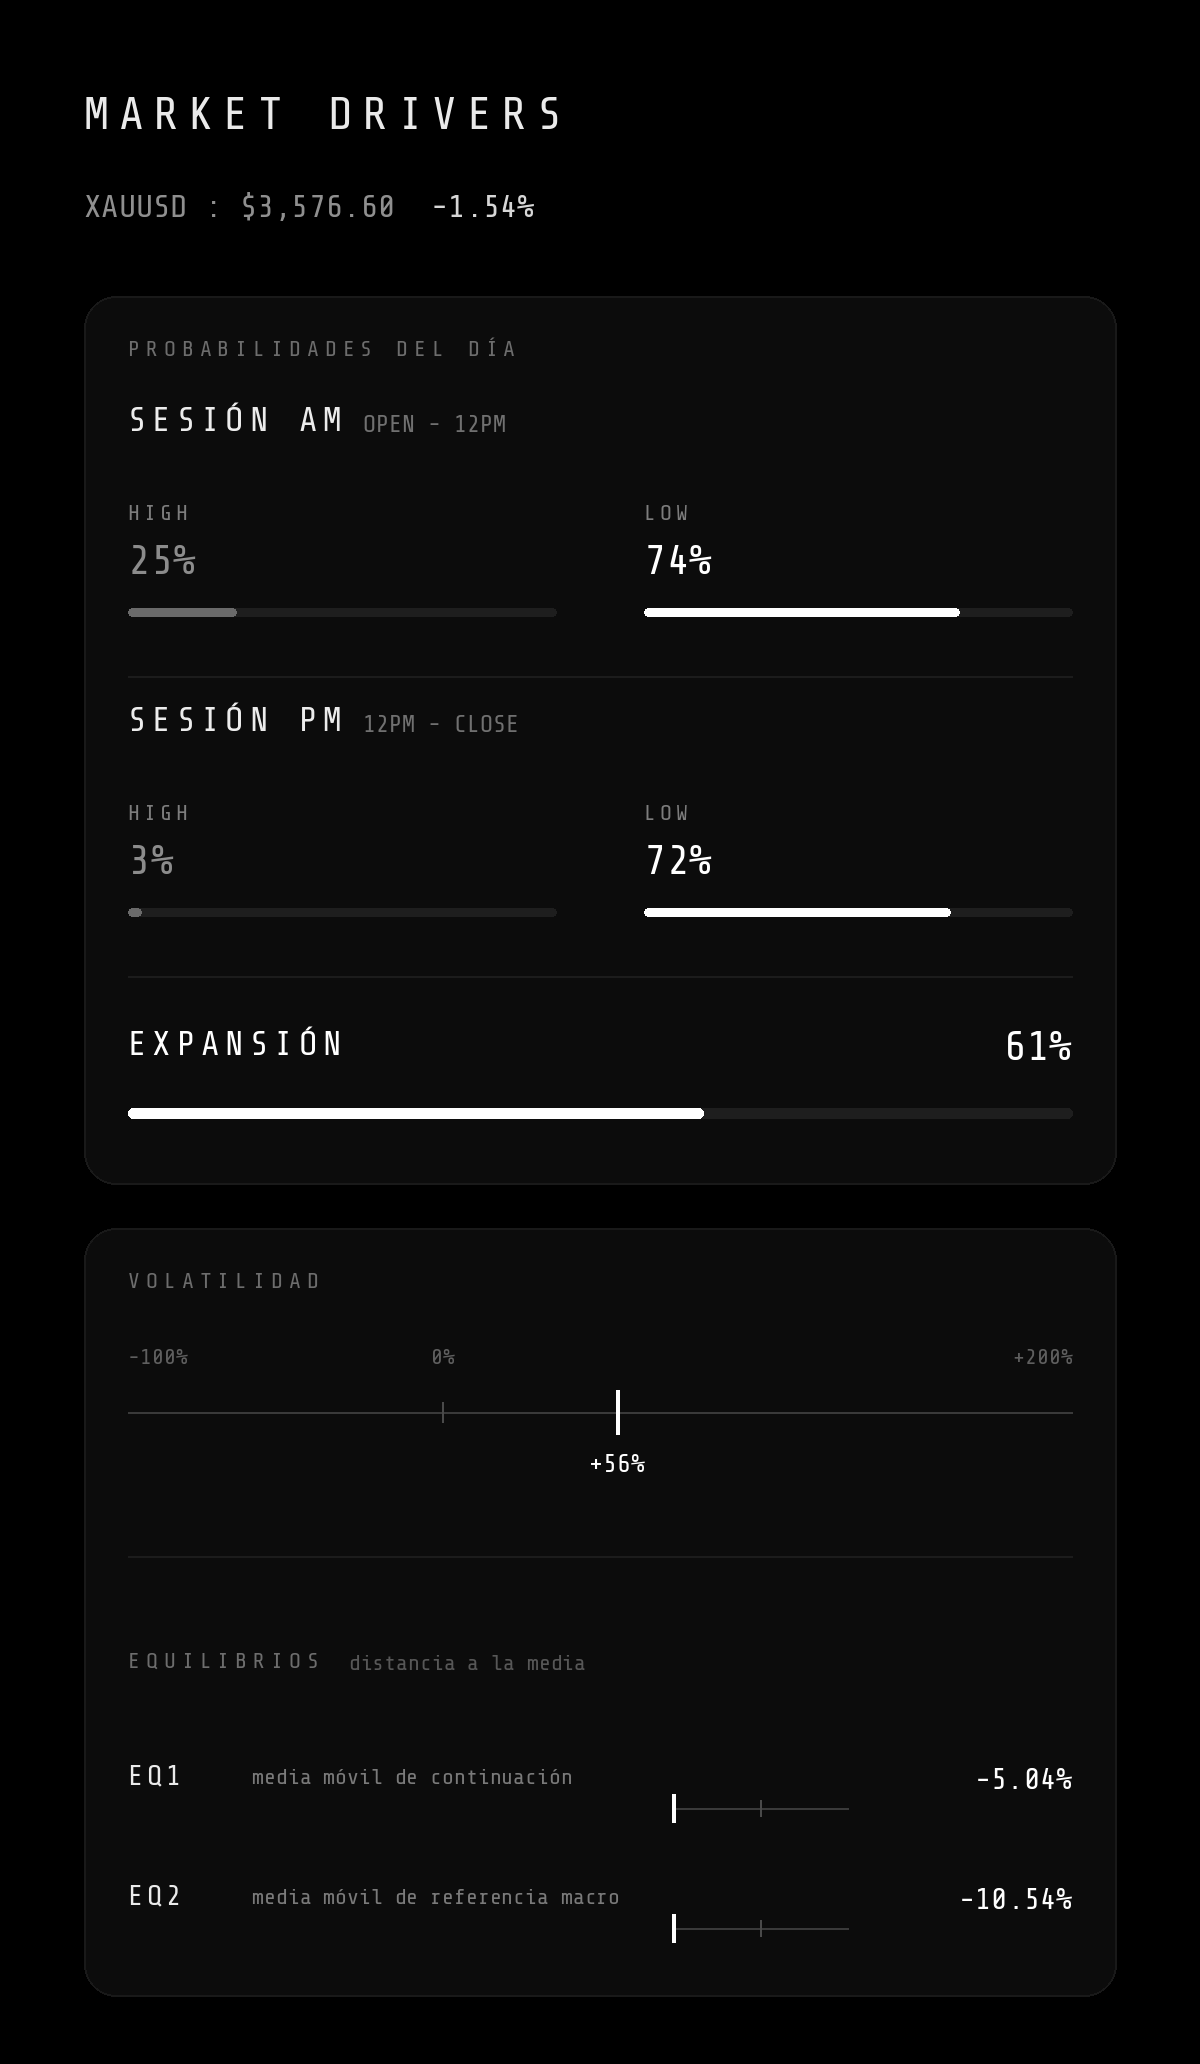 MARKET DRIVERS
XAUUSD : $3,576.60 -1.54%
PROBABILIDADES DEL DÍA
SESIÓN AM OPEN - 12PM
HIGH LOW
25% 74%
SESIÓN PM 12PM - CLOSE
HIGH LOW
3% 72%
EXPANSIÓN 61%
VOLATILIDAD
-100% 0% +200%
+56%
EQUILIBRIOS distancia a la media
EQ1 media móvil de continuación -5.04%
EQ2 media móvil de referencia macro -10.54%